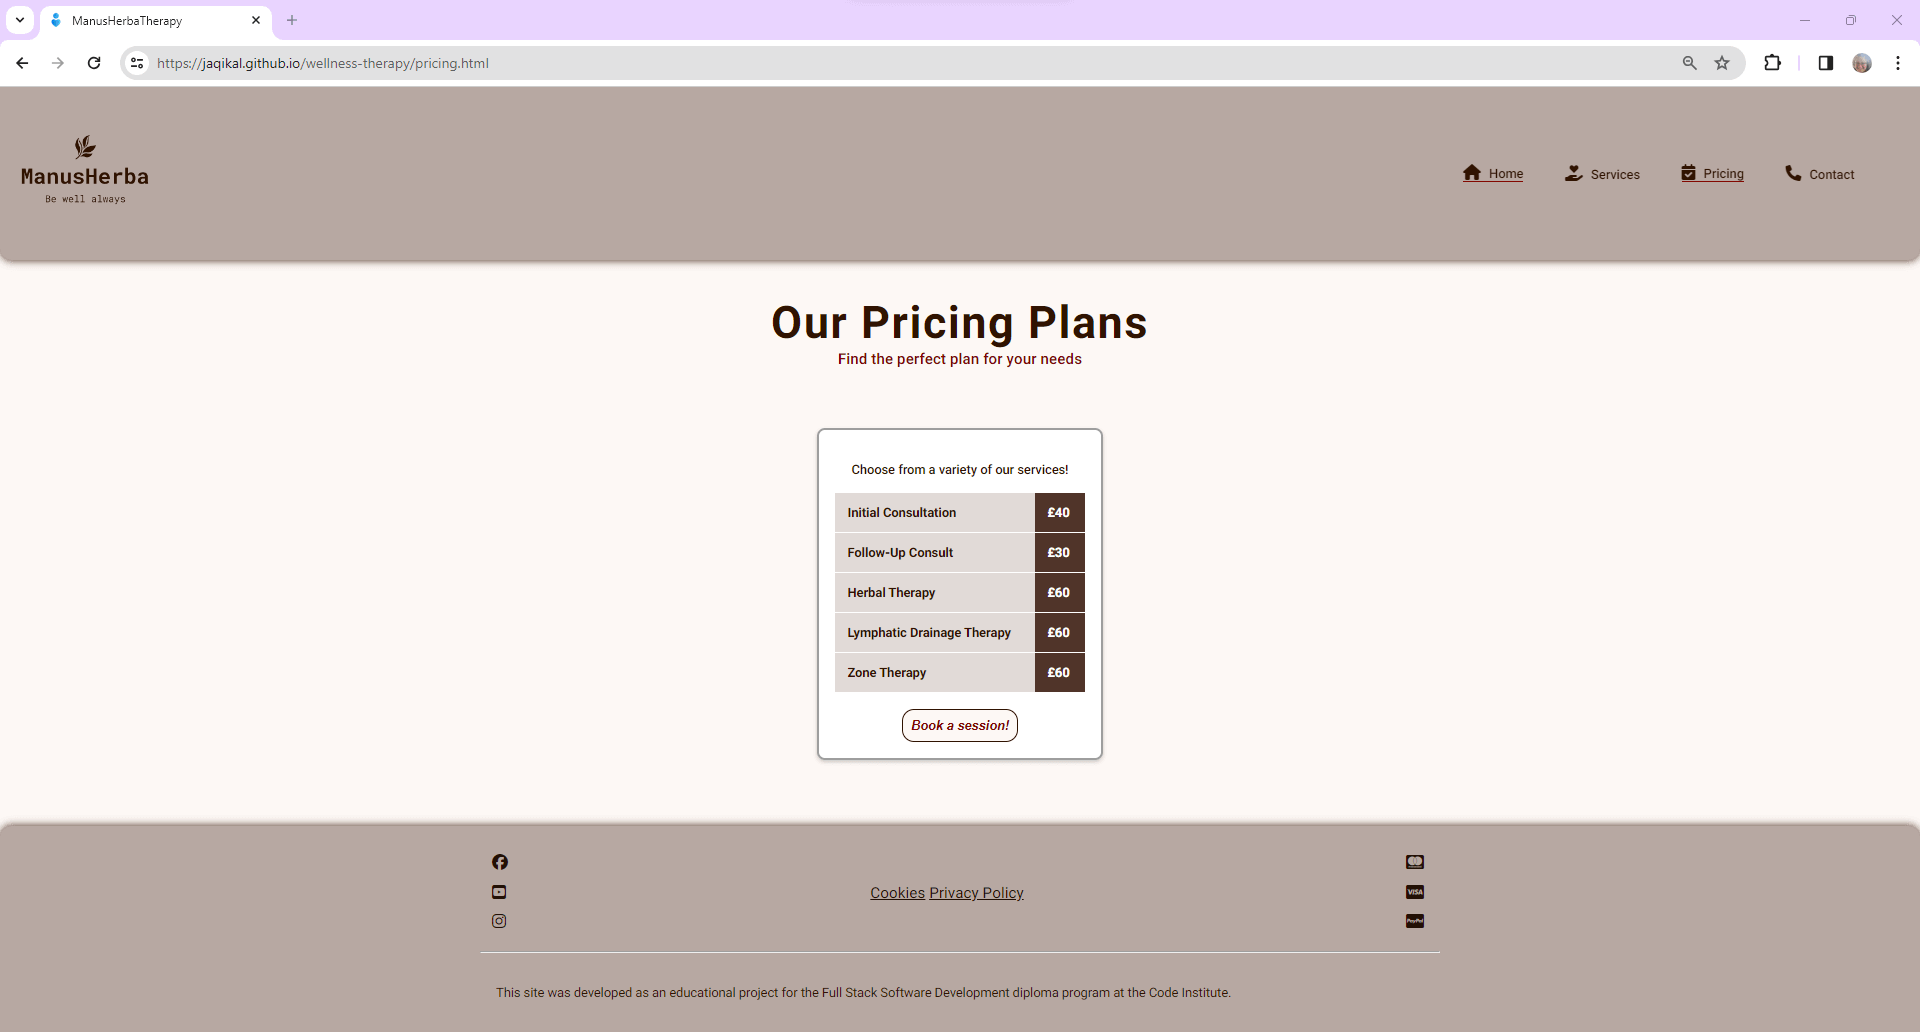 ManusHerbaTherapy
https://jaqikal.github.io/wellness-therapy/pricing.html
ManusHerba
Be well always
Home Services Pricing Contact
Our Pricing Plans
Find the perfect plan for your needs
Choose from a variety of our services!
Initial Consultation £40
Follow-Up Consult £30
Herbal Therapy £60
Lymphatic Drainage Therapy £60
Zone Therapy £60
Book a session!
Cookies Privacy Policy
VISA
PayPal
This site was developed as an educational project for the Full Stack Software Development diploma program at the Code Institute.